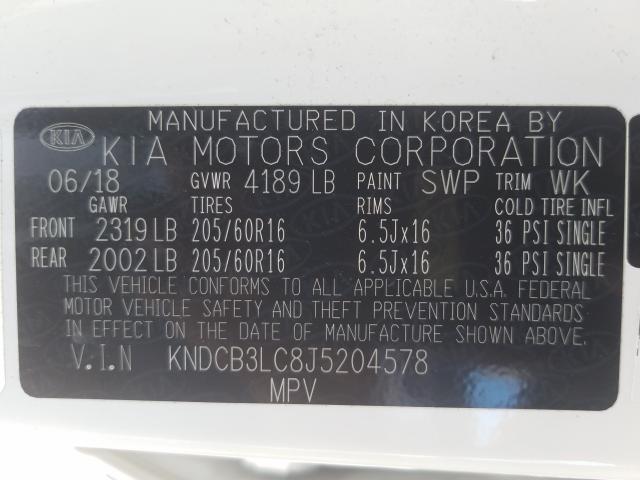 MANUFACTURED IN KOREA BY
KIA KIA MOTORS CORPORATION
06/18 GVWR 4189 LB PAINT SWP TRIM WK
GAWR TIRES RIMS COLD TIRE INFL
FRONT 2319 LB 205/60R16 6.5Jx16 36 PSI SINGLE
REAR 2002 LB 205/60R16 6.5Jx16 36 PSI SINGLE
THIS VEHICLE CONFORMS TO ALL APPLICABLE U.S.A. FEDERAL
MOTOR VEHICLE SAFETY AND THEFT PREVENTION STANDARDS
IN EFFECT ON THE DATE OF MANUFACTURE SHOWN ABOVE.
V.I.N KNDCB3LC8J5204578
MPV